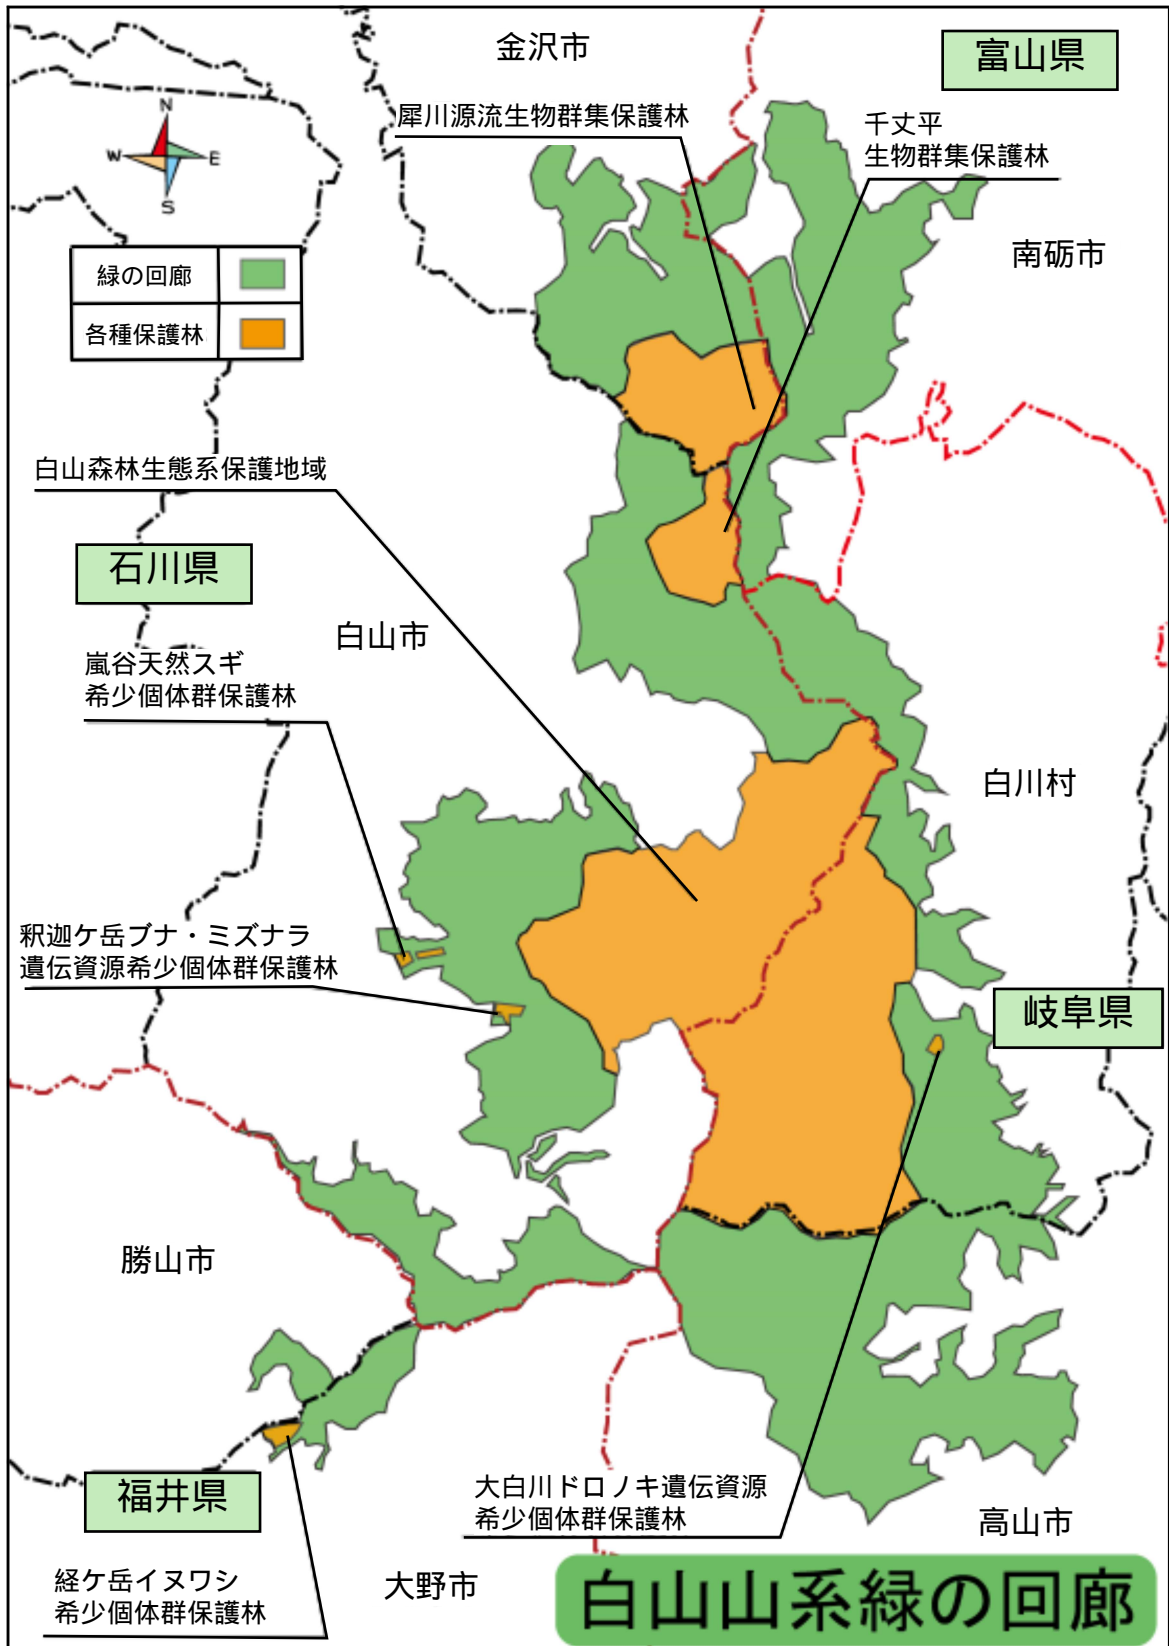 金沢市
富山県
犀川源流生物群集保護林
千丈平
生物群集保護林
N
W
E
S
南砺市
緑の回廊
各種保護林
白山森林生態系保護地域
石川県
白山市
嵐谷天然スギ
希少個体群保護林
白川村
釈迦ケ岳ブナ・ミズナラ
遺伝資源希少個体群保護林
岐阜県
勝山市
福井県
大白川ドロノキ遺伝資源
希少個体群保護林
高山市
経ケ岳イヌワシ
希少個体群保護林
大野市
白山山系緑の回廊